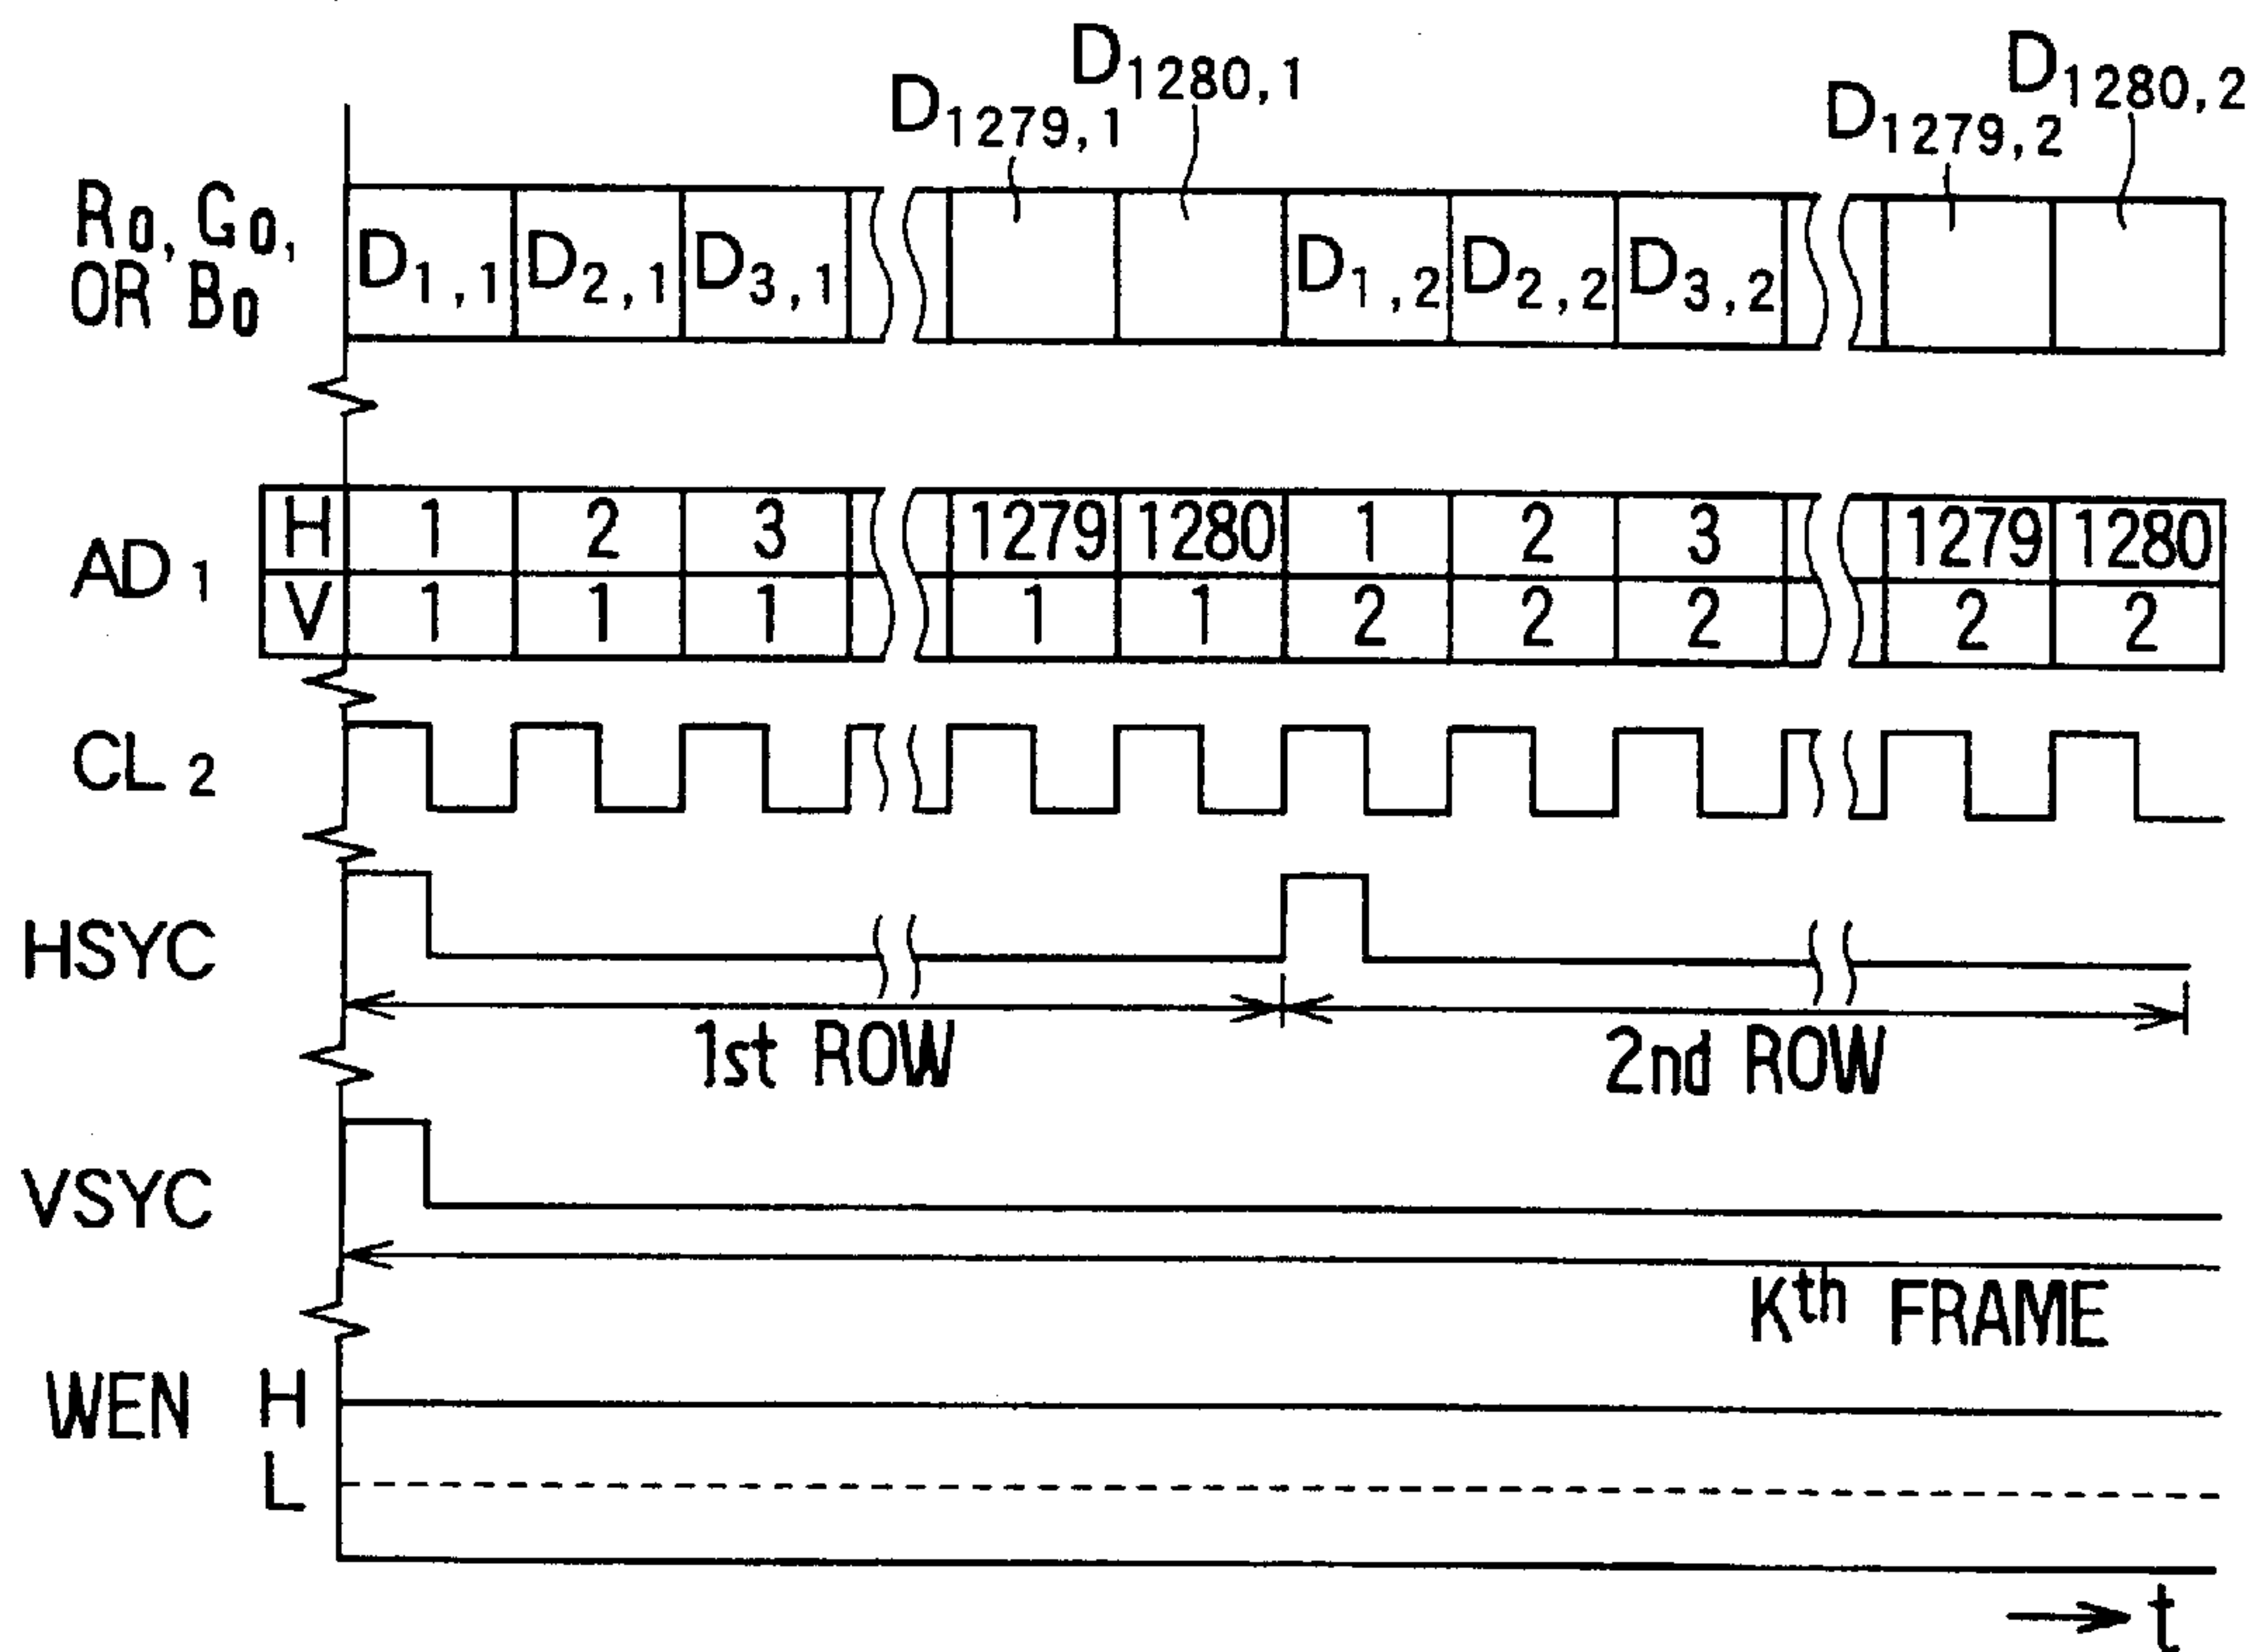 D1279,1 D1280,1 D1279,2 D1280,2
R0, G0,
OR B0
D1,1 D2,1 D3,1 D1,2 D2,2 D3,2
AD1
H 1 2 3 1279 1280 1 2 3 1279 1280
V 1 1 1 1 1 2 2 2 2 2
CL2
HSYC
1st ROW 2nd ROW
VSYC
Kth FRAME
WEN H
L
t